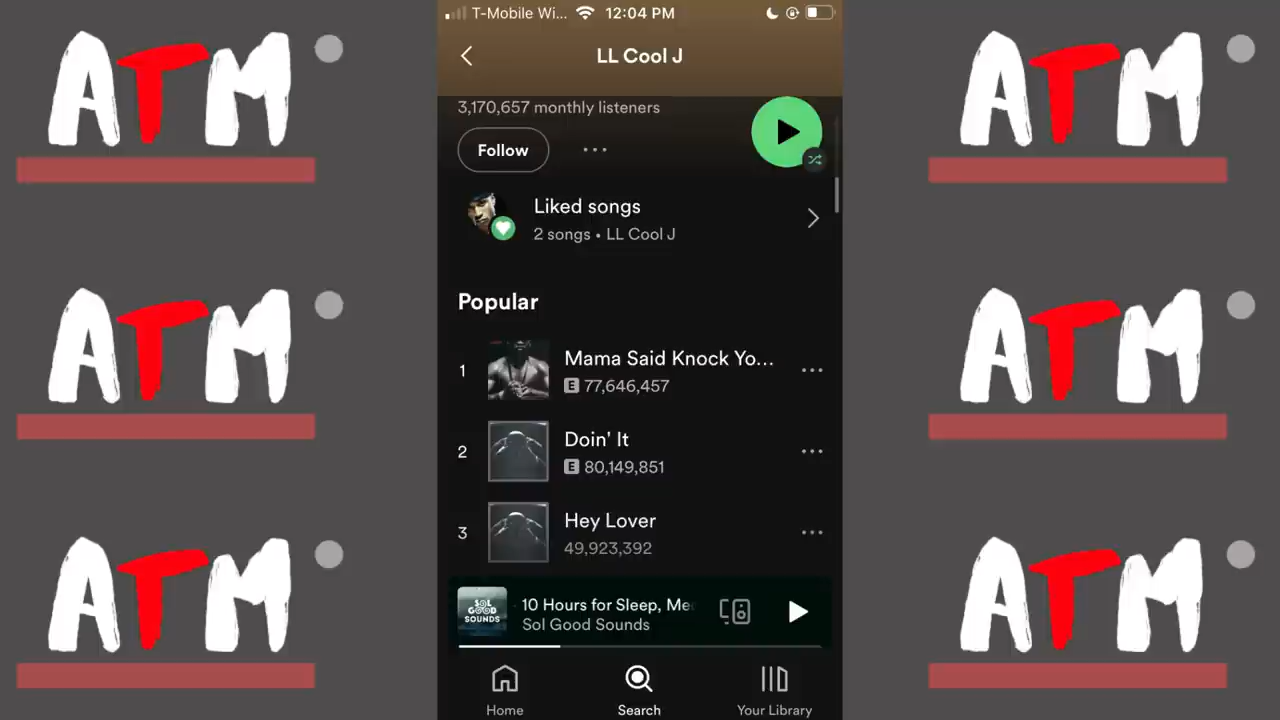 ATM
ATM
ATM
T-Mobile Wi... 12:04 PM
LL Cool J
3,170,657 monthly listeners
Follow
Liked songs
2 songs • LL Cool J
Popular
1 Mama Said Knock Yo...
E 77,646,457
2 Doin' It
E 80,149,851
3 Hey Lover
49,923,392
SOL GOOD SOUNDS
10 Hours for Sleep, Me
Sol Good Sounds
Home Search Your Library
ATM
ATM
ATM